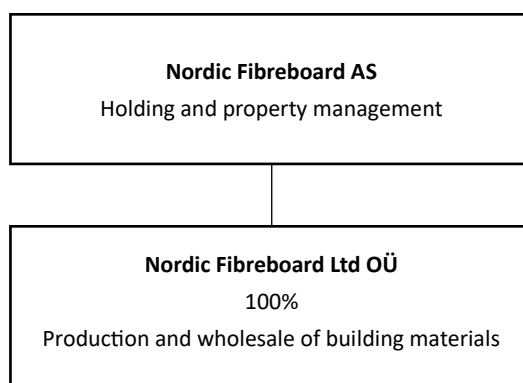 Nordic Fibreboard AS
Holding and property management
Nordic Fibreboard Ltd OÜ
100%
Production and wholesale of building materials